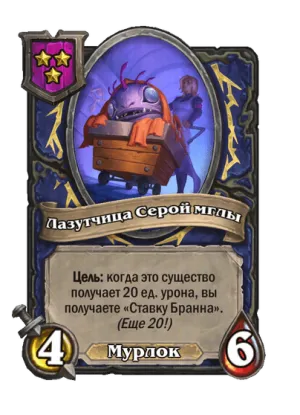 Лазутчица Серой мглы
Цель: когда это существо
получает 20 ед. урона, вы
получаете «Ставку Бранна».
(Еще 20!)
4
Мурлок
6